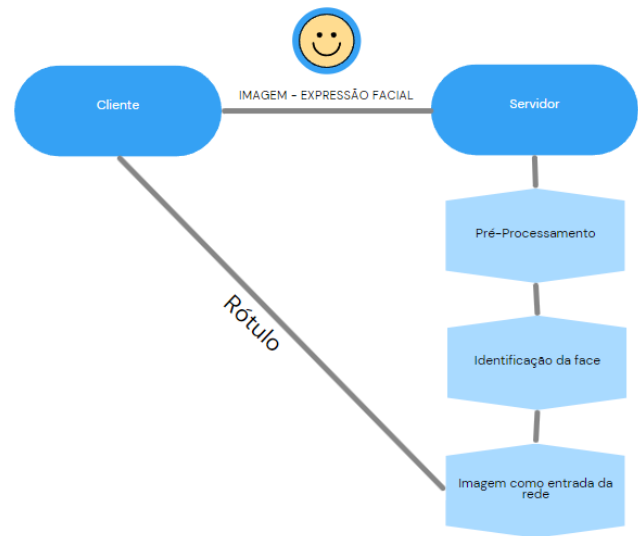 IMAGEM - EXPRESSÃO FACIAL
Cliente
Servidor
Pré-Processamento
Rótulo
Identificação da face
Imagem como entrada da
rede